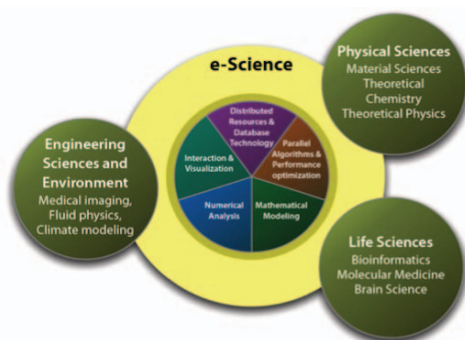 e-Science
Physical Sciences
Material Sciences
Theoretical
Chemistry
Theoretical Physics
Distributed
Resources &
Database
Technology
Parallel
Algorithms &
Performance
optimization
Interaction &
Visualization
Engineering
Sciences and
Environment
Medical imaging,
Fluid physics,
Climate modeling
Numerical
Analysis
Mathematical
Modeling
Life Sciences
Bioinformatics
Molecular Medicine
Brain Science